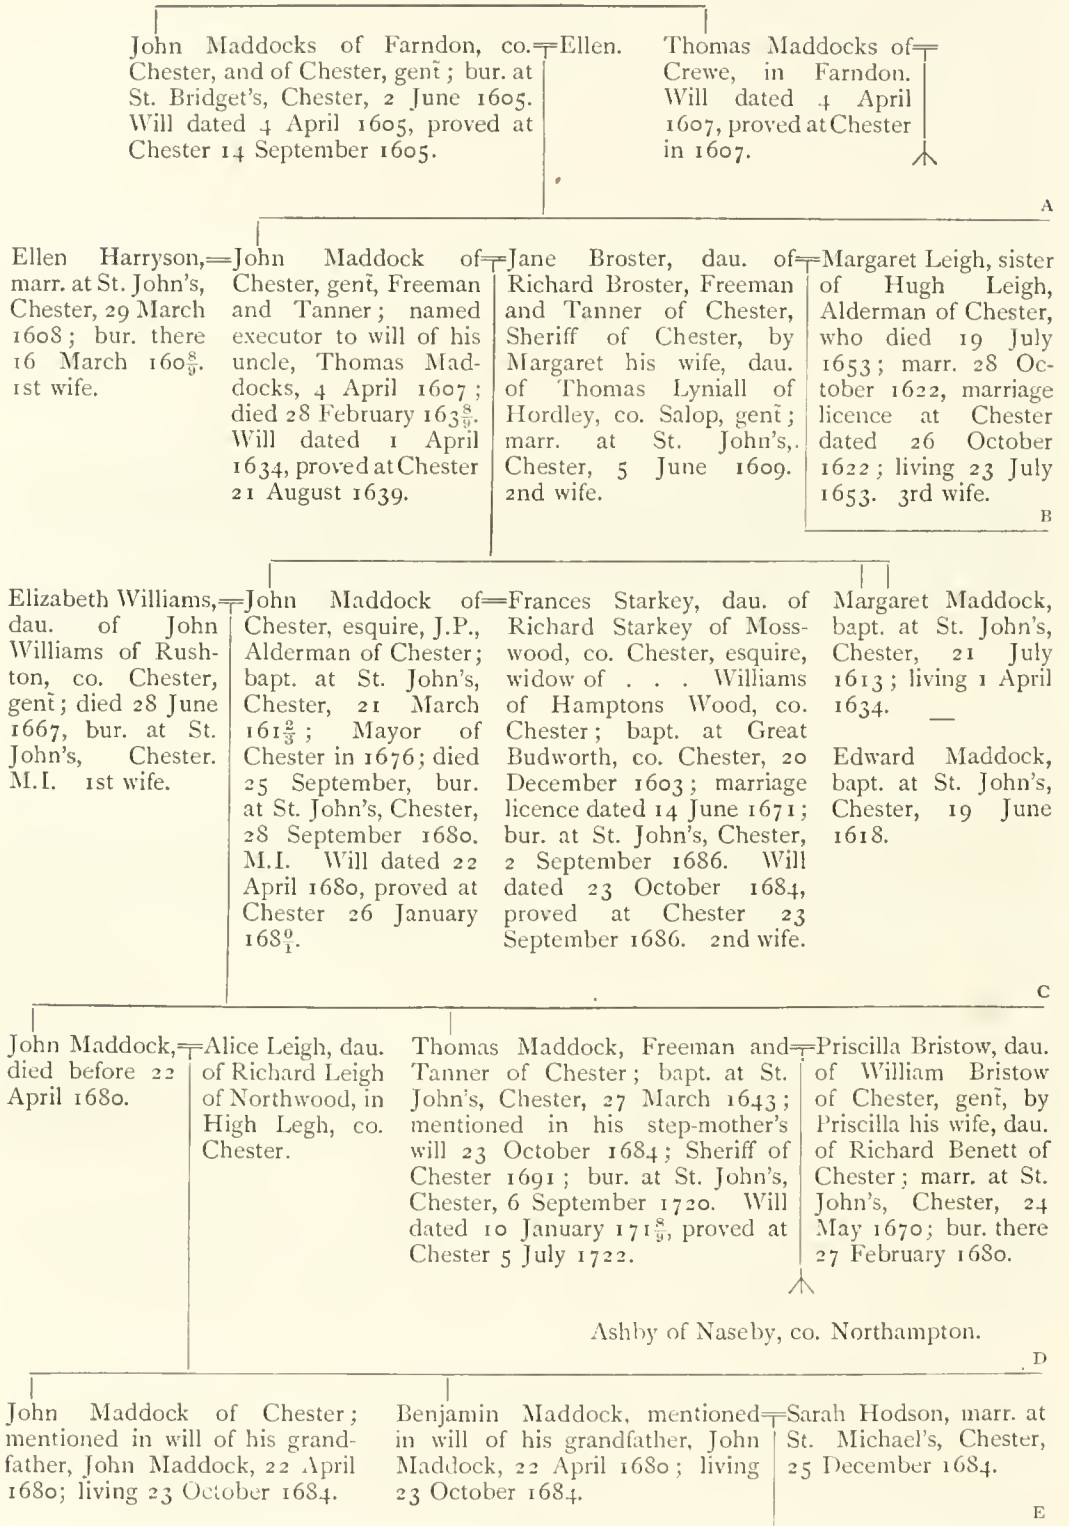 John Maddocks of Farndon, co.
Chester, and of Chester, gent̃; bur. at
St. Bridget's, Chester, 2 June 1605.
Will dated 4 April 1605, proved at
Chester 14 September 1605.
Ellen.
Thomas Maddocks of
Crewe, in Farndon.
Will dated 4 April
1607, proved at Chester
in 1607.
A
Ellen Harryson,
marr. at St. John's,
Chester, 29 March
1608; bur. there
16 March 160 8/9.
1st wife.
John Maddock of
Chester, gent̃, Freeman
and Tanner; named
executor to will of his
uncle, Thomas Mad-
docks, 4 April 1607;
died 28 February 163 8/9.
Will dated 1 April
1634, proved at Chester
21 August 1639.
Jane Broster, dau. of
Richard Broster, Freeman
and Tanner of Chester,
Sheriff of Chester, by
Margaret his wife, dau.
of Thomas Lyniall of
Hordley, co. Salop, gent̃;
marr. at St. John's,.
Chester, 5 June 1609.
2nd wife.
Margaret Leigh, sister
of Hugh Leigh,
Alderman of Chester,
who died 19 July
1653; marr. 28 Oc-
tober 1622, marriage
licence at Chester
dated 26 October
1622; living 23 July
1653. 3rd wife.
B
Elizabeth Williams,
dau. of John
Williams of Rush-
ton, co. Chester,
gent̃; died 28 June
1667, bur. at St.
John's, Chester.
M.I. 1st wife.
John Maddock of
Chester, esquire, J.P.,
Alderman of Chester;
bapt. at St. John's,
Chester, 21 March
161 2/3; Mayor of
Chester in 1676; died
25 September, bur.
at St. John's, Chester,
28 September 1680.
M.I. Will dated 22
April 1680, proved at
Chester 26 January
168 0/1.
Frances Starkey, dau. of
Richard Starkey of Moss-
wood, co. Chester, esquire,
widow of . . . Williams
of Hamptons Wood, co.
Chester; bapt. at Great
Budworth, co. Chester, 20
December 1603; marriage
licence dated 14 June 1671;
bur. at St. John's, Chester,
2 September 1686. Will
dated 23 October 1684,
proved at Chester 23
September 1686. 2nd wife.
Margaret Maddock,
bapt. at St. John's,
Chester, 21 July
1613; living 1 April
1634.
Edward Maddock,
bapt. at St. John's,
Chester, 19 June
1618.
C
John Maddock,
died before 22
April 1680.
Alice Leigh, dau.
of Richard Leigh
of Northwood, in
High Legh, co.
Chester.
Thomas Maddock, Freeman and
Tanner of Chester; bapt. at St.
John's, Chester, 27 March 1643;
mentioned in his step-mother's
will 23 October 1684; Sheriff of
Chester 1691; bur. at St. John's,
Chester, 6 September 1720. Will
dated 10 January 171 8/9, proved at
Chester 5 July 1722.
Priscilla Bristow, dau.
of William Bristow
of Chester, gent̃, by
Priscilla his wife, dau.
of Richard Benett of
Chester; marr. at St.
John's, Chester, 24
May 1670; bur. there
27 February 1680.
Ashby of Naseby, co. Northampton.
D
John Maddock of Chester;
mentioned in will of his grand-
father, John Maddock, 22 April
1680; living 23 October 1684.
Benjamin Maddock, mentioned
in will of his grandfather, John
Maddock, 22 April 1680; living
23 October 1684.
Sarah Hodson, marr. at
St. Michael's, Chester,
25 December 1684.
E